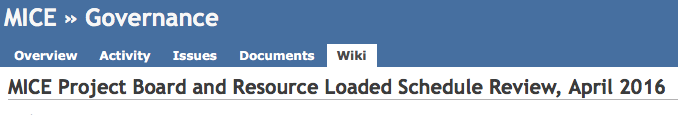 MICE » Governance
Overview Activity Issues Documents Wiki
MICE Project Board and Resource Loaded Schedule Review, April 2016